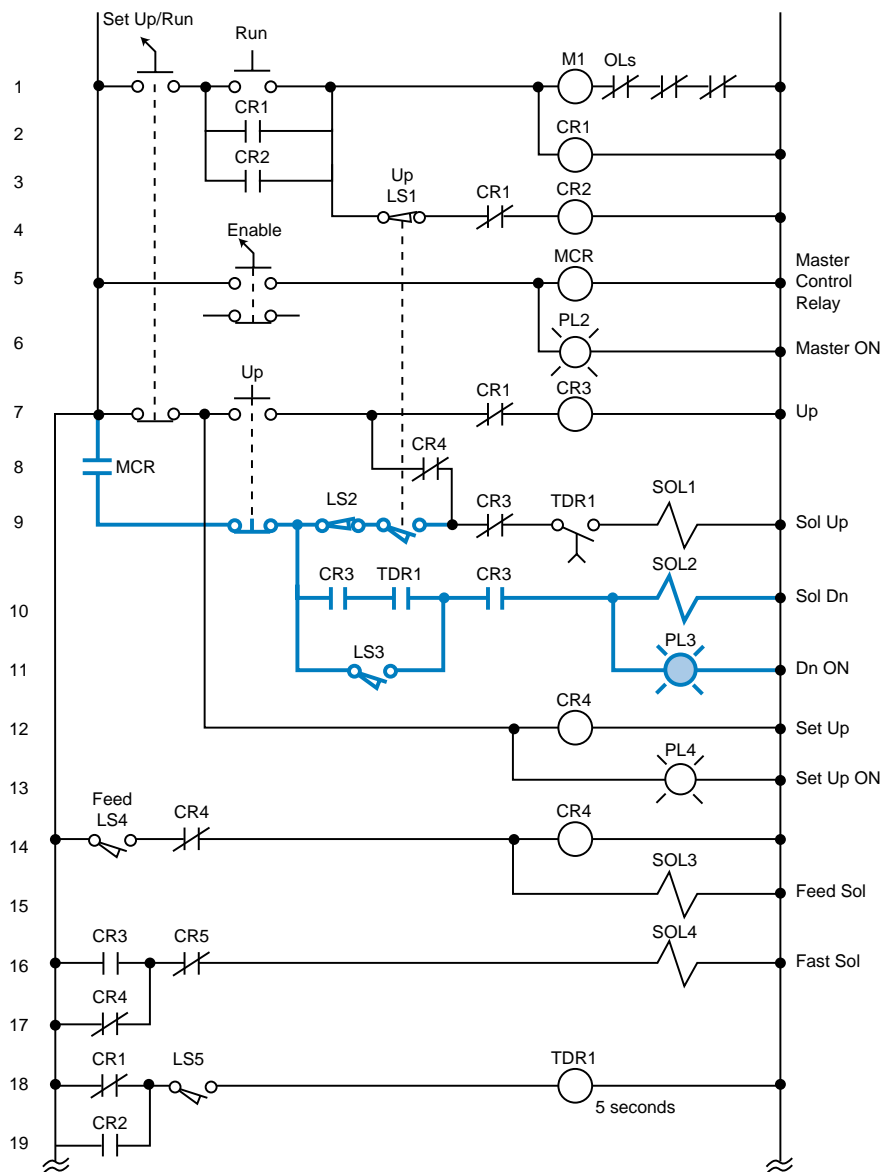 Set Up/Run
Run
1
M1
OLs
CR1
2
CR1
CR2
3
Up
LS1
CR1
CR2
4
Enable
5
MCR
Master
Control
Relay
PL2
6
Master ON
Up
7
CR1
CR3
Up
CR4
8
MCR
LS2
9
CR3
TDR1
SOL1
Sol Up
SOL2
CR3
TDR1
CR3
10
Sol Dn
LS3
PL3
11
Dn ON
12
CR4
Set Up
PL4
13
Set Up ON
Feed
LS4
CR4
CR4
14
SOL3
15
Feed Sol
CR3
CR5
SOL4
16
Fast Sol
CR4
17
CR1
LS5
TDR1
18
5 seconds
CR2
19